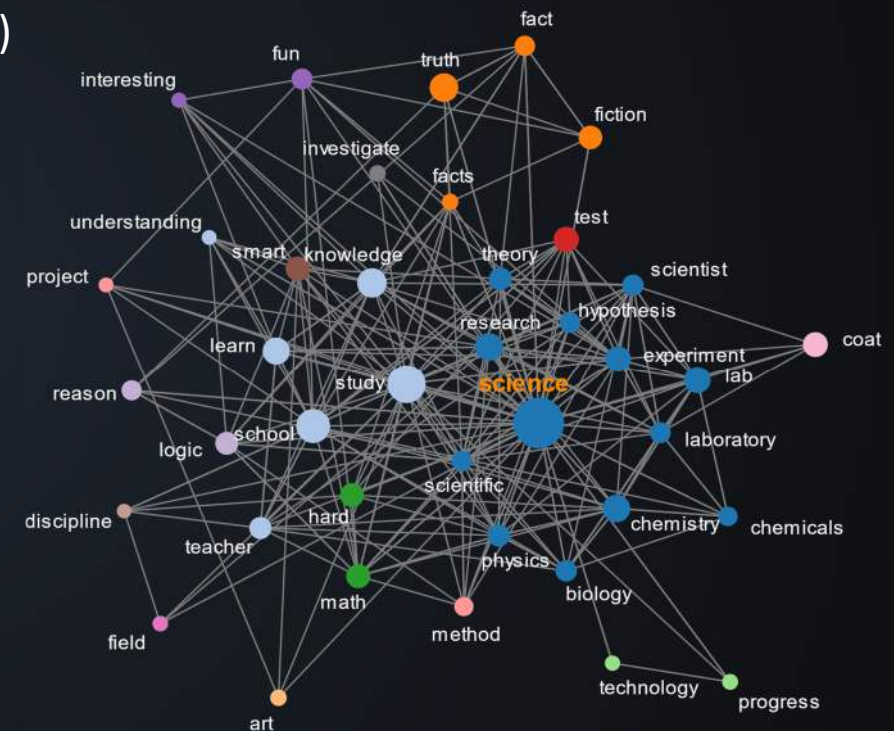 )
fact
fun
truth
interesting
fiction
investigate
facts
test
understanding
smart
knowledge
theory
scientist
project
hypothesis
research
coat
learn
experiment
lab
study
science
reason
school
logic
laboratory
scientific
hard
discipline
chemistry
chemicals
teacher
physics
biology
math
method
field
technology
progress
art